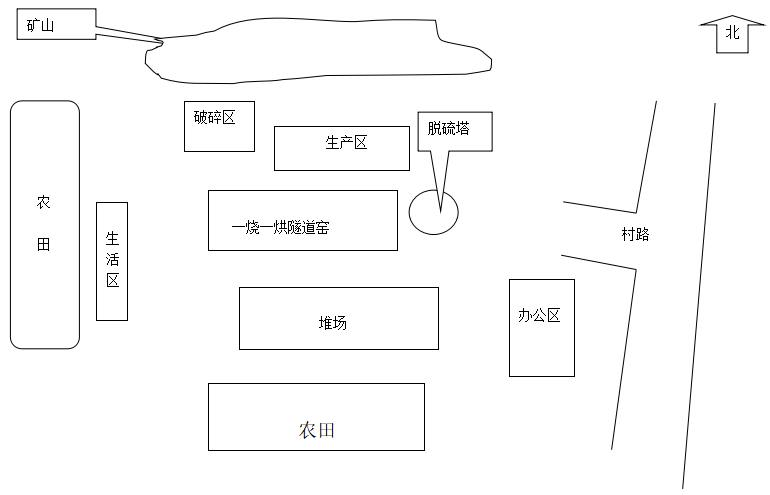 矿山
北
破碎区
生产区
脱硫塔
农
田
生
活
区
一烧一烘隧道窑
村路
堆场
办公区
农田